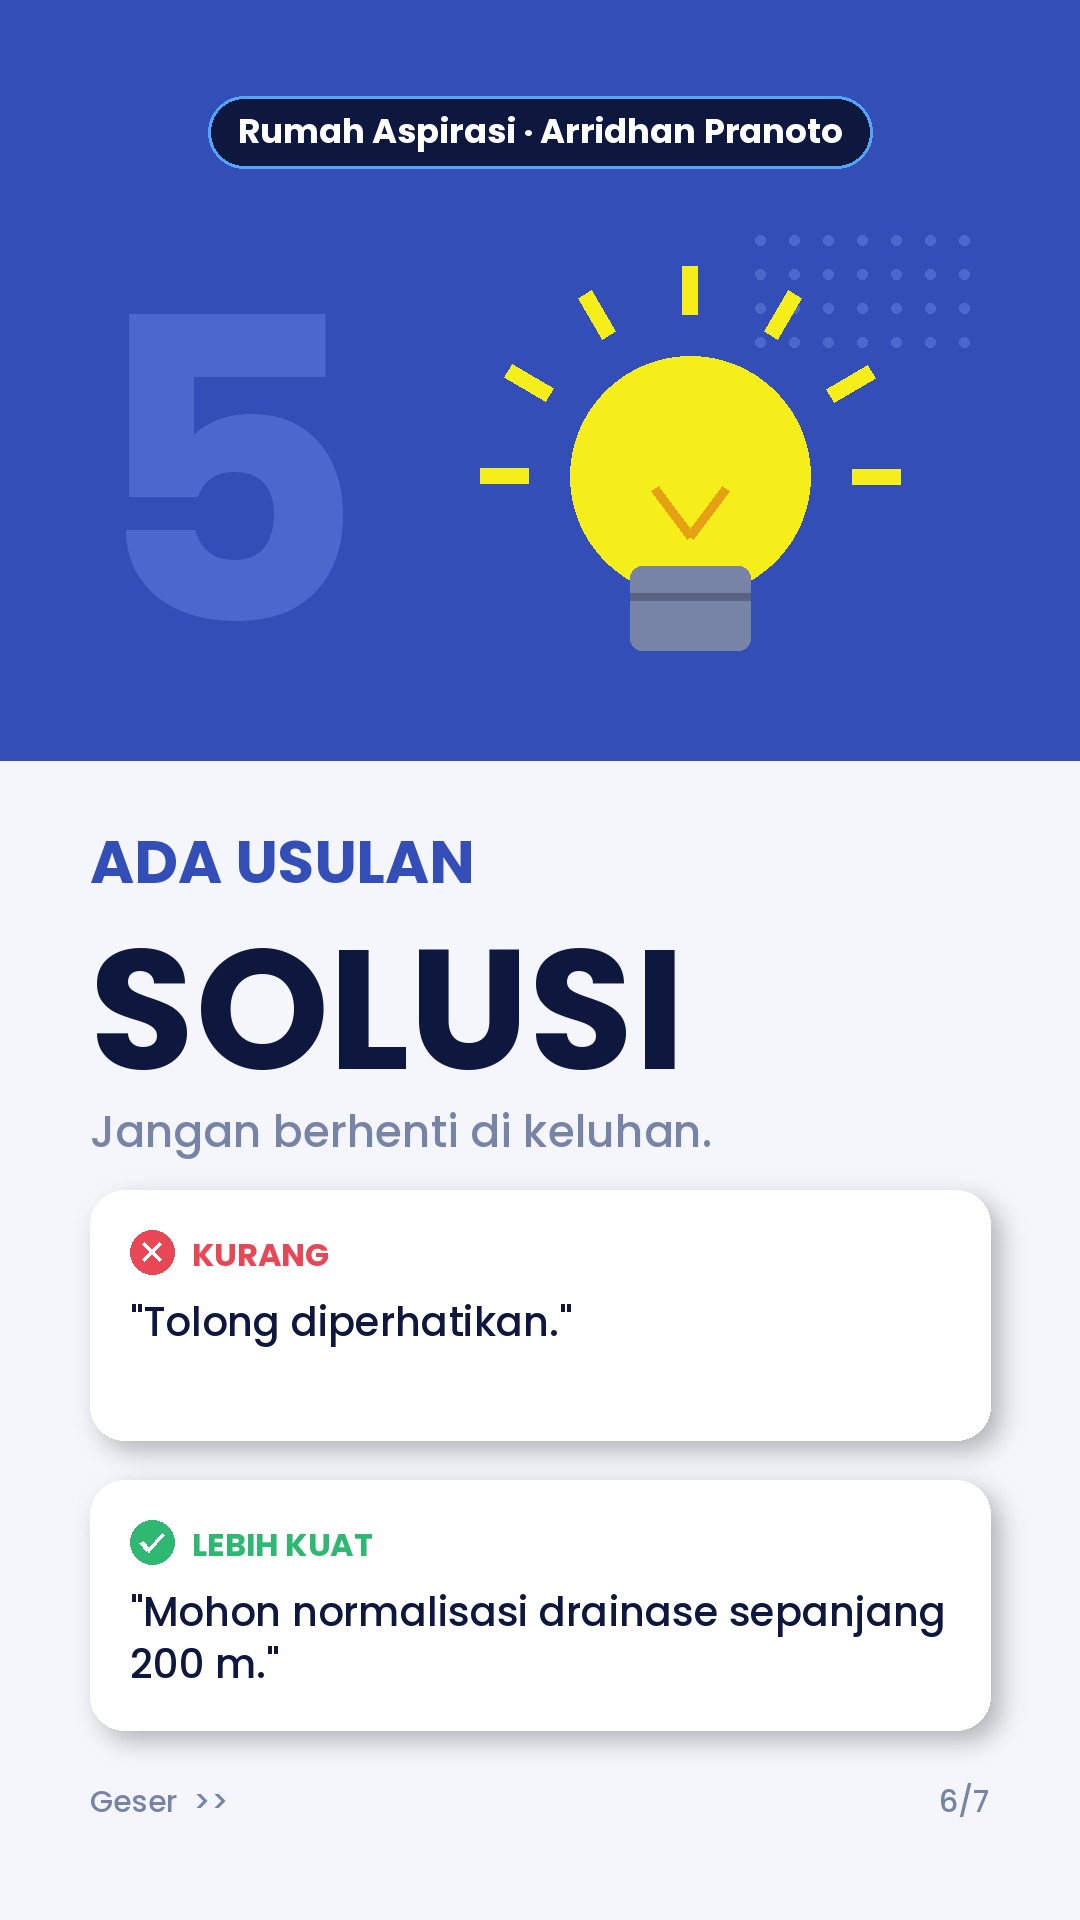 Rumah Aspirasi · Arridhan Pranoto
5
ADA USULAN
SOLUSI
Jangan berhenti di keluhan.
KURANG
"Tolong diperhatikan."
LEBIH KUAT
"Mohon normalisasi drainase sepanjang
200 m."
Geser >>
6/7